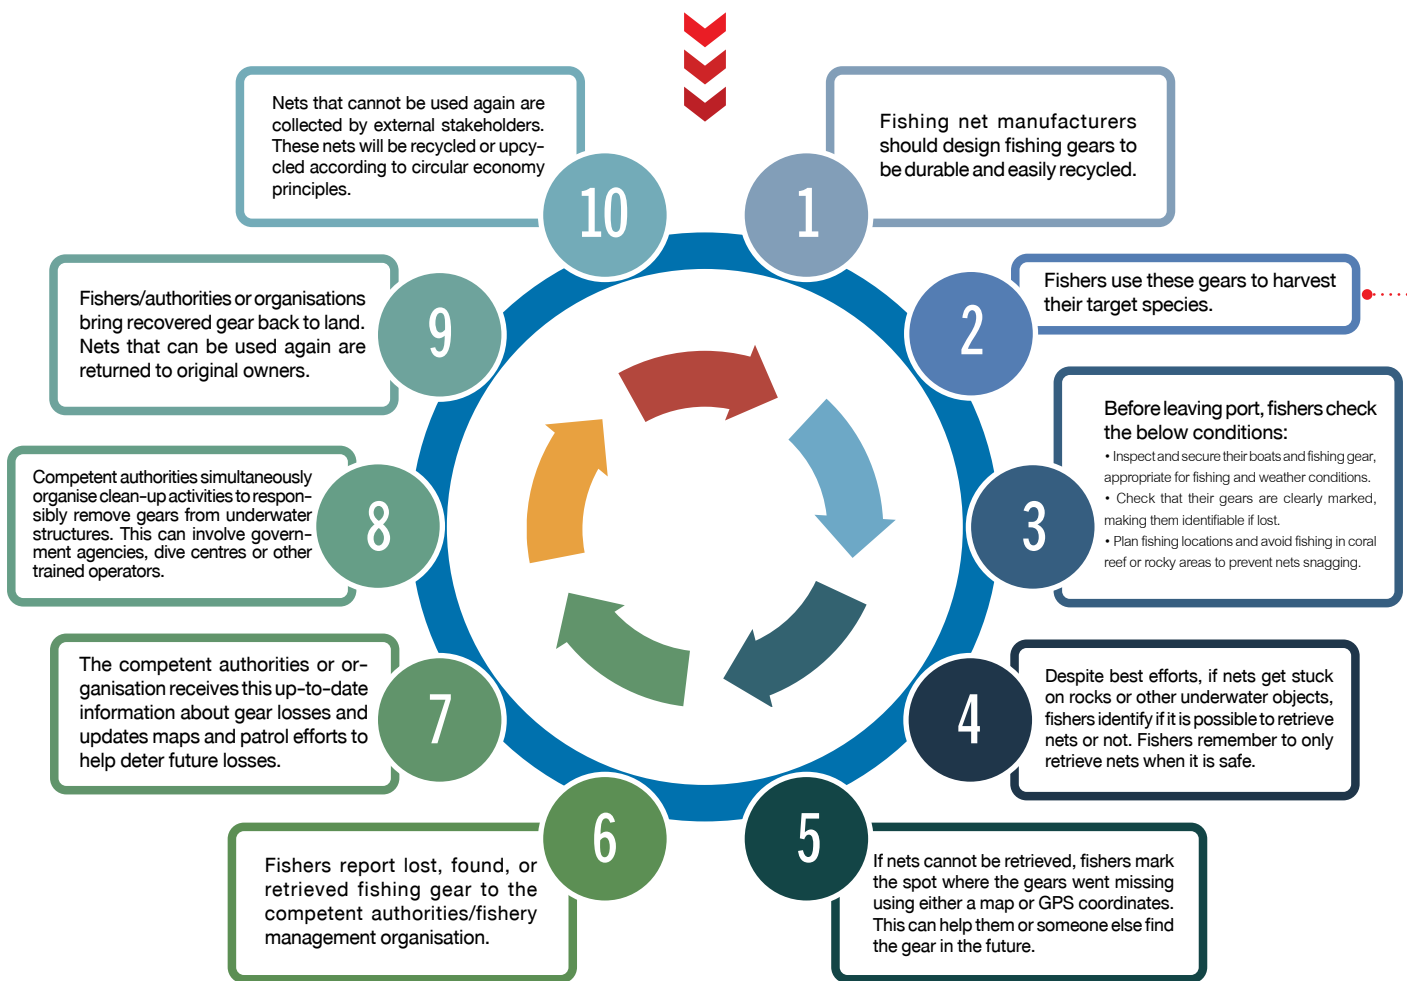 1
Fishing net manufacturers
should design fishing gears to
be durable and easily recycled.
2
Fishers use these gears to harvest
their target species.
3
Before leaving port, fishers check
the below conditions:
• Inspect and secure their boats and fishing gear,
appropriate for fishing and weather conditions.
• Check that their gears are clearly marked,
making them identifiable if lost.
• Plan fishing locations and avoid fishing in coral
reef or rocky areas to prevent nets snagging.
4
Despite best efforts, if nets get stuck
on rocks or other underwater objects,
fishers identify if it is possible to retrieve
nets or not. Fishers remember to only
retrieve nets when it is safe.
5
If nets cannot be retrieved, fishers mark
the spot where the gears went missing
using either a map or GPS coordinates.
This can help them or someone else find
the gear in the future.
6
Fishers report lost, found, or
retrieved fishing gear to the
competent authorities/fishery
management organisation.
7
The competent authorities or or-
ganisation receives this up-to-date
information about gear losses and
updates maps and patrol efforts to
help deter future losses.
8
Competent authorities simultaneously
organise clean-up activities to respon-
sibly remove gears from underwater
structures. This can involve govern-
ment agencies, dive centres or other
trained operators.
9
Fishers/authorities or organisations
bring recovered gear back to land.
Nets that can be used again are
returned to original owners.
10
Nets that cannot be used again are
collected by external stakeholders.
These nets will be recycled or upcy-
cled according to circular economy
principles.